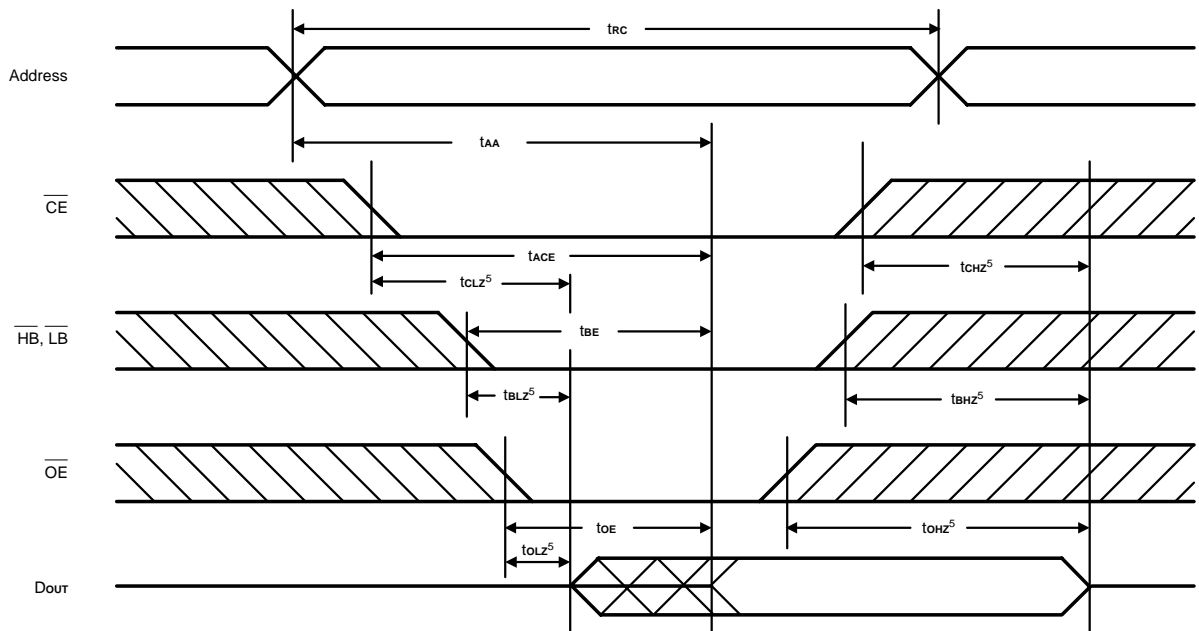 tRC
Address
tAA
CE
tACE
tCLZ5
tCHZ5
HB, LB
tBE
tBLZ5
tBHZ5
OE
tOE
tOHZ5
tOLZ5
DOUT